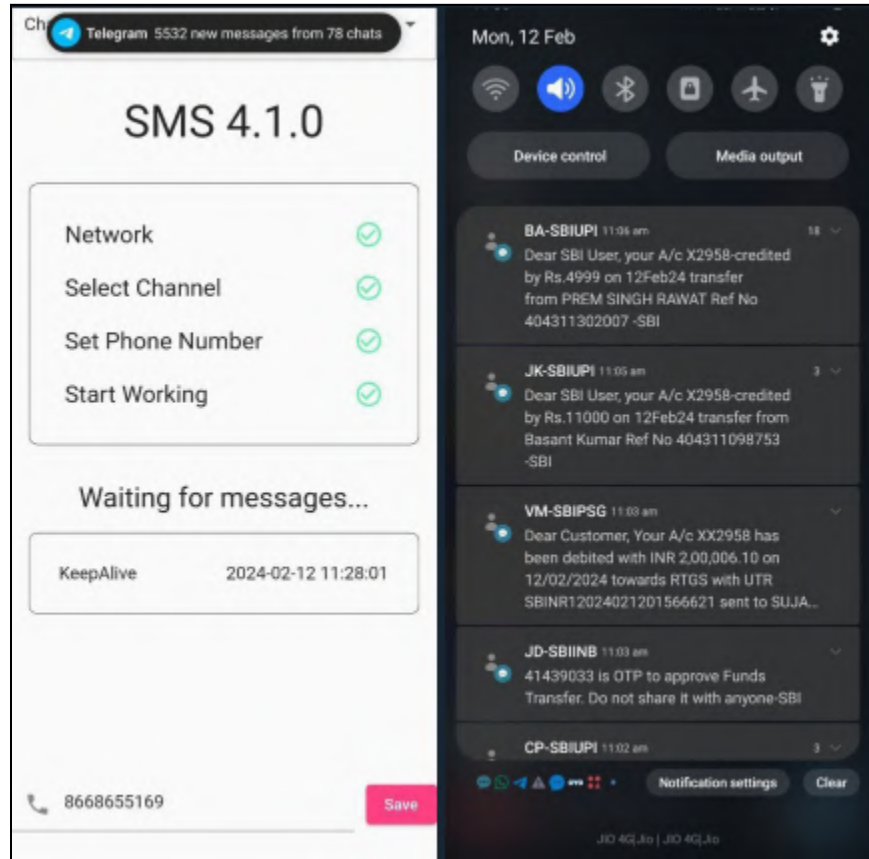 Ch
Telegram 5532 new messages from 78 chats
SMS 4.1.0
Network
Select Channel
Set Phone Number
Start Working
Waiting for messages...
KeepAlive 2024-02-12 11:28:01
8668655169
Save
Mon, 12 Feb
Device control
Media output
BA-SBIUPI 11:06 am 18
Dear SBI User, your A/c X2958-credited
by Rs.4999 on 12Feb24 transfer
from PREM SINGH RAWAT Ref No
404311302007 -SBI
JK-SBIUPI 11:05 am 3
Dear SBI User, your A/c X2958-credited
by Rs.11000 on 12Feb24 transfer from
Basant Kumar Ref No 404311098753
-SBI
VM-SBIPSG 11:03 am
Dear Customer, Your A/c XX2958 has
been debited with INR 2,00,006.10 on
12/02/2024 towards RTGS with UTR
SBINR12024021201566621 sent to SUJA...
JD-SBIINB 11:03 am
41439033 is OTP to approve Funds
Transfer. Do not share it with anyone-SBI
CP-SBIUPI 11:02 am 3
Notification settings
Clear
JIO 4G|Jio | JIO 4G|Jio